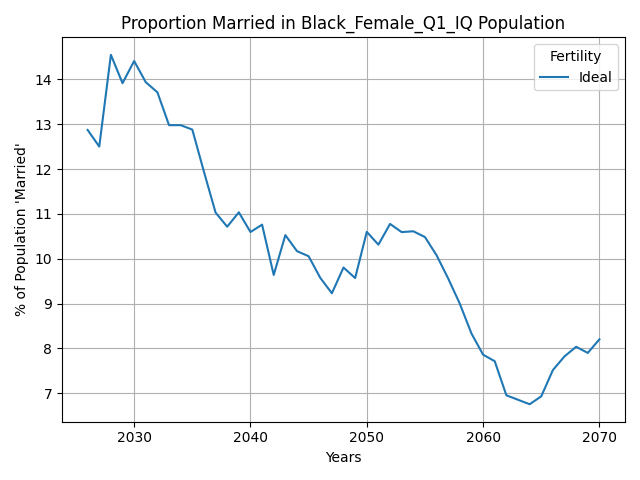 Proportion Married in Black_Female_Q1_IQ Population
Fertility
Ideal
% of Population 'Married'
14
13
12
11
10
9
8
7
2030
2040
2050
2060
2070
Years